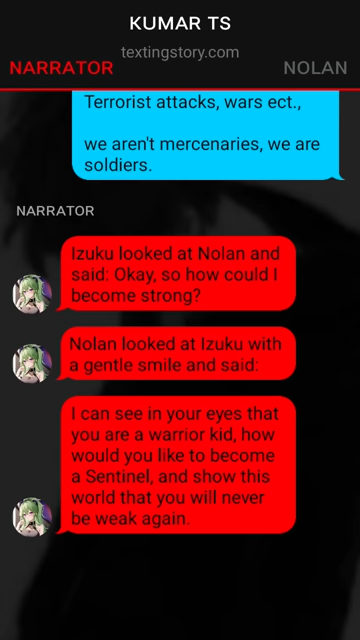 KUMAR TS
textingstory.com
NARRATOR
NOLAN
Terrorist attacks, wars ect.,
we aren't mercenaries, we are
soldiers.
NARRATOR
Izuku looked at Nolan and
said: Okay, so how could I
become strong?
Nolan looked at Izuku with
a gentle smile and said:
I can see in your eyes that
you are a warrior kid, how
would you like to become
a Sentinel, and show this
world that you will never
be weak again.